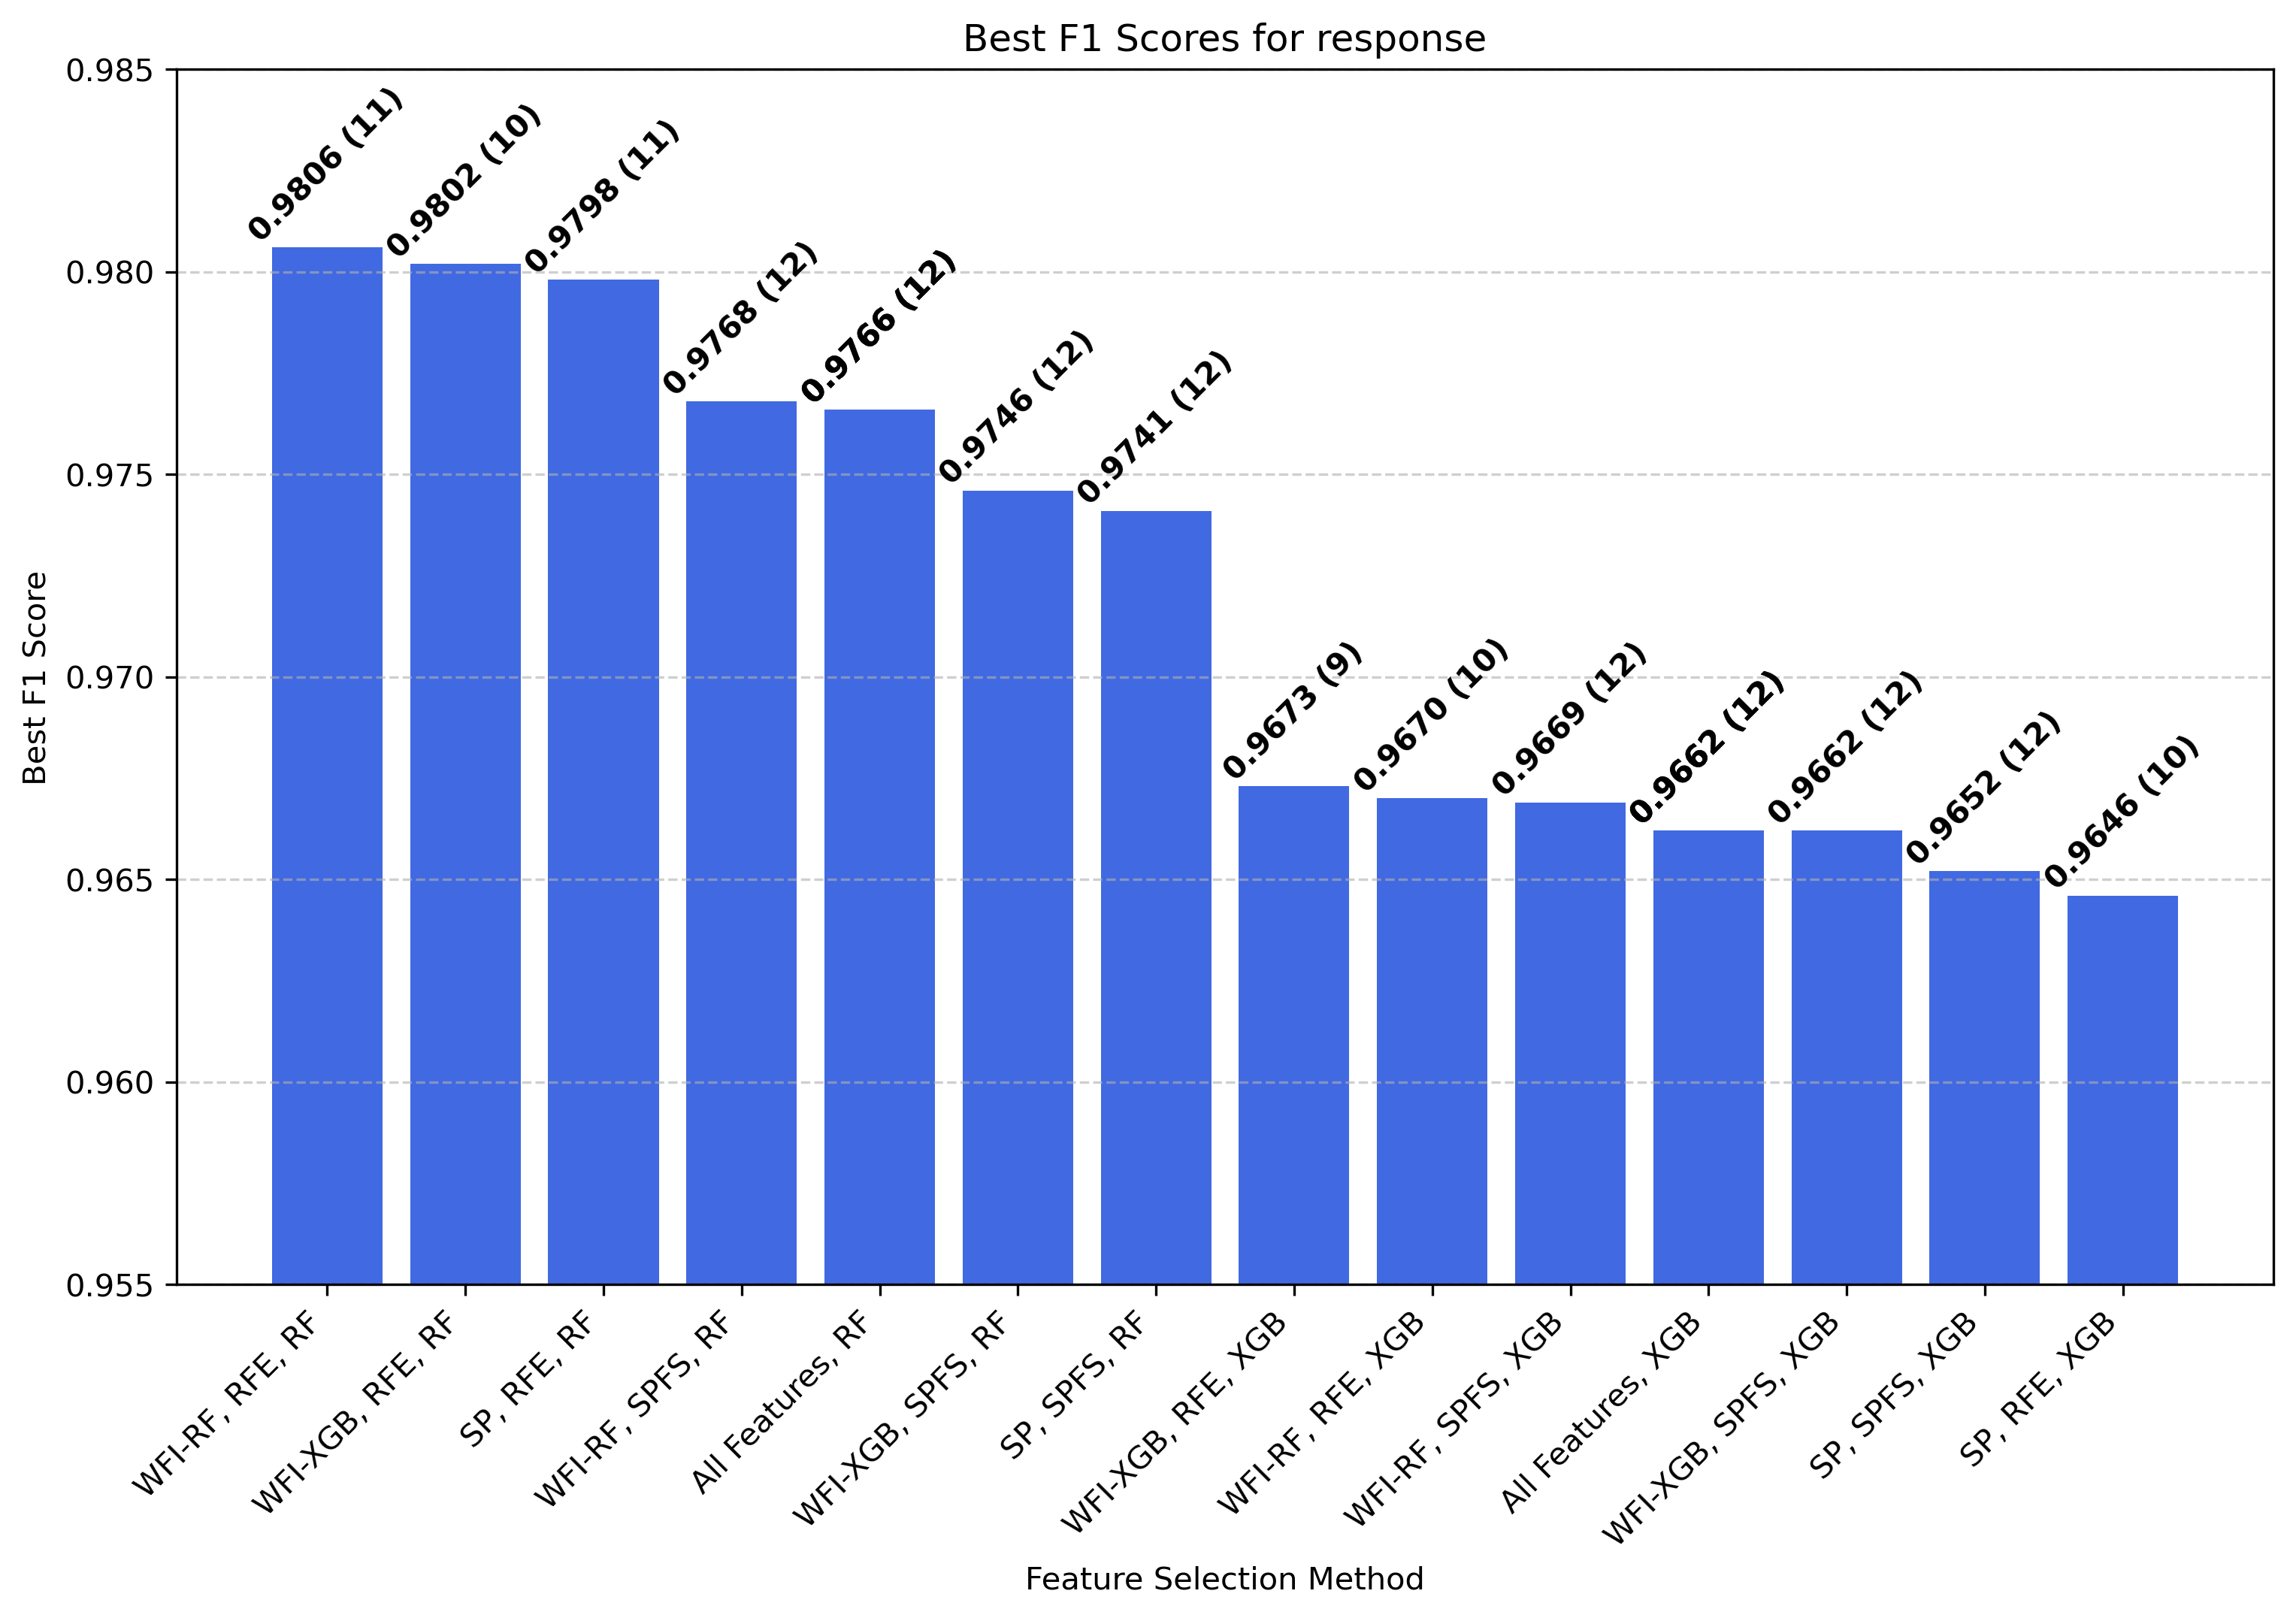 Best F1 Scores for response
Best F1 Score
0.985
0.980
0.975
0.970
0.965
0.960
0.955
0.9806 (11)
0.9802 (10)
0.9798 (11)
0.9768 (12)
0.9766 (12)
0.9746 (12)
0.9741 (12)
0.9673 (9)
0.9670 (10)
0.9669 (12)
0.9662 (12)
0.9662 (12)
0.9652 (12)
0.9646 (10)
WFI-RF, RFE, RF
WFI-XGB, RFE, RF
SP, RFE, RF
WFI-RF, SPFS, RF
All Features, RF
WFI-XGB, SPFS, RF
SP, SPFS, RF
WFI-XGB, RFE, XGB
WFI-RF, RFE, XGB
WFI-RF, SPFS, XGB
All Features, XGB
WFI-XGB, SPFS, XGB
SP, SPFS, XGB
SP, RFE, XGB
Feature Selection Method